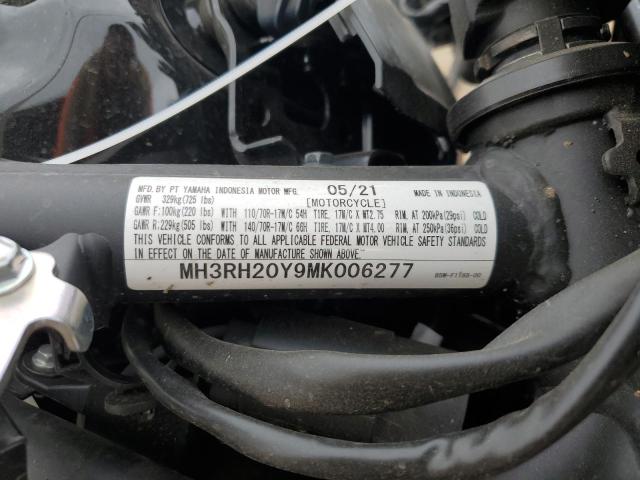 MFD. BY PT YAMAHA INDONESIA MOTOR MFG. 05/21 MADE IN INDONESIA
GVWR 329kg(725 lbs) [MOTORCYCLE]
GAWR F:100kg(220 lbs) WITH 110/70R-17M/C 54H TIRE, 17M/C X MT2.75 RIM, AT 200kPa(29psi) COLD
GAWR R:229kg(505 lbs) WITH 140/70R-17M/C 66H TIRE, 17M/C X MT4.00 RIM, AT 250kPa(36psi) COLD
THIS VEHICLE CONFORMS TO ALL APPLICABLE FEDERAL MOTOR VEHICLE SAFETY STANDARDS
IN EFFECT ON THE DATE OF MANUFACTURE SHOWN ABOVE.
MH3RH20Y9MK006277